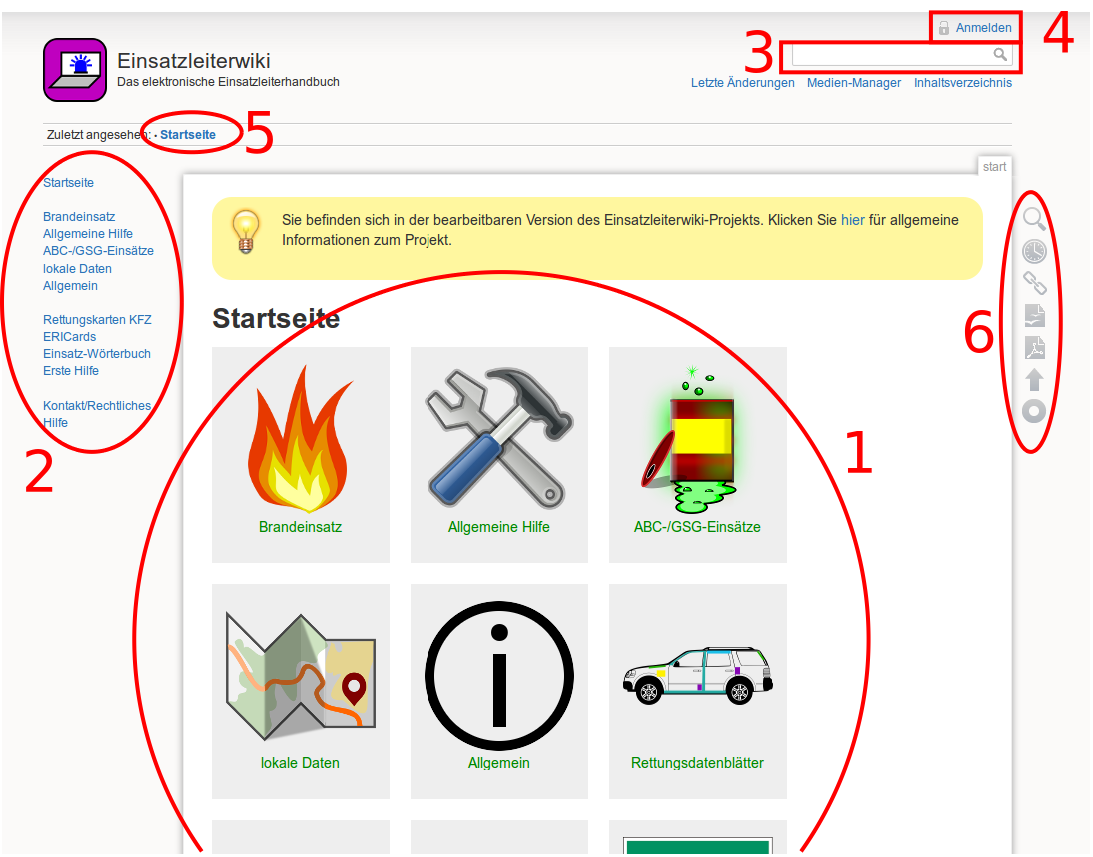 Anmelden
4
3
Einsatzleiterwiki
Das elektronische Einsatzleiterhandbuch
Letzte Änderungen Medien-Manager Inhaltsverzeichnis
Zuletzt angesehen: • Startseite
5
start
Startseite
Brandeinsatz
Allgemeine Hilfe
ABC-/GSG-Einsätze
lokale Daten
Allgemein
Rettungskarten KFZ
ERICards
Einsatz-Wörterbuch
Erste Hilfe
Kontakt/Rechtliches
Hilfe
2
Sie befinden sich in der bearbeitbaren Version des Einsatzleiterwiki-Projekts. Klicken Sie hier für allgemeine
Informationen zum Projekt.
Startseite
6
1
Brandeinsatz Allgemeine Hilfe ABC-/GSG-Einsätze
lokale Daten Allgemein Rettungsdatenblätter